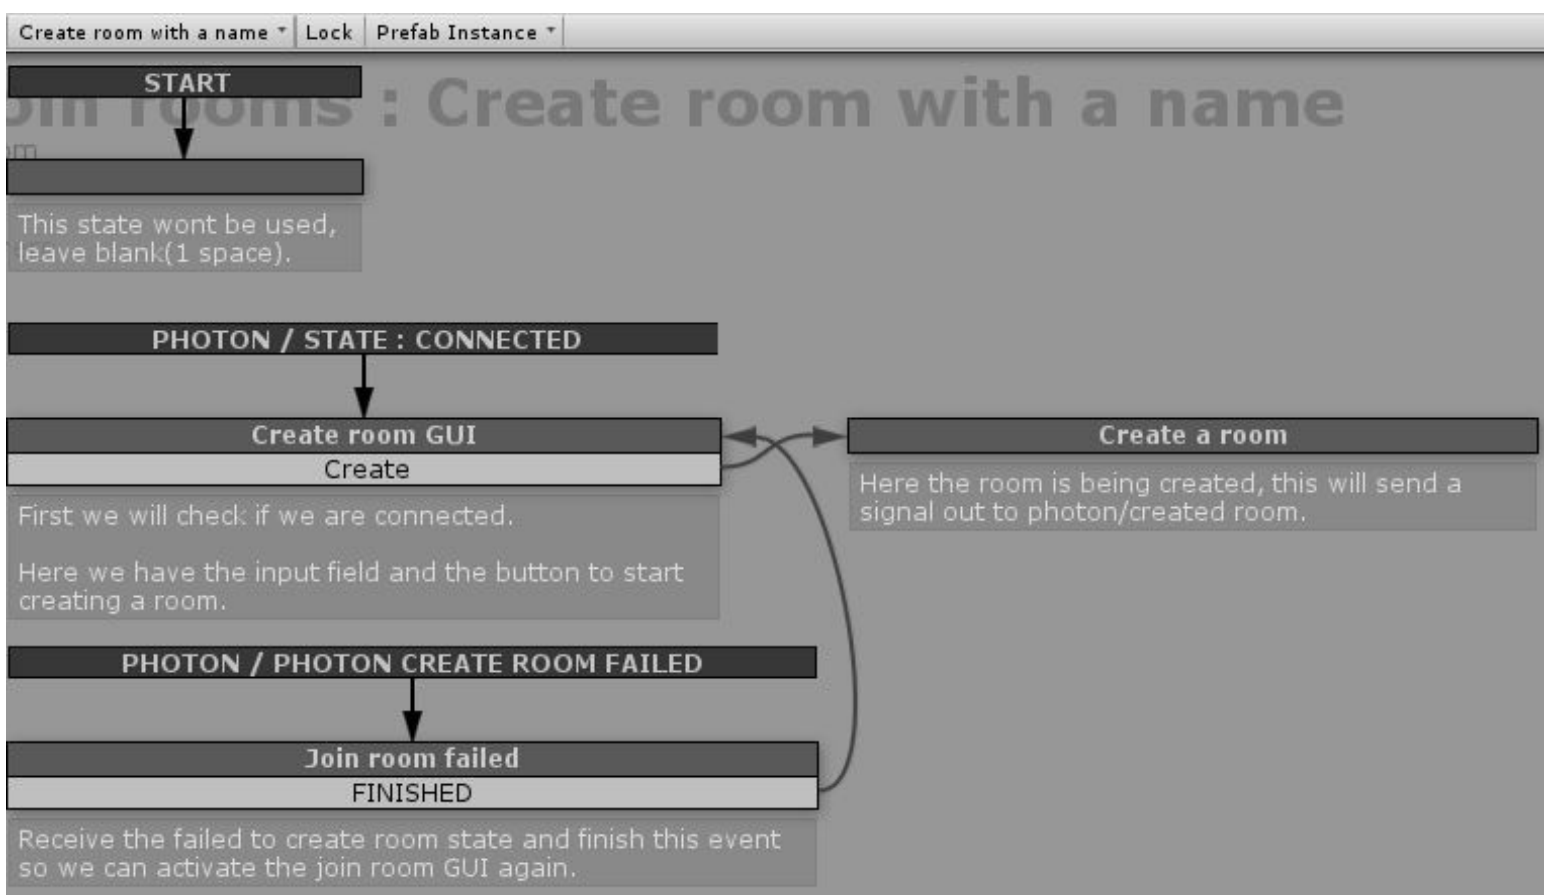 Create room with a name Lock Prefab Instance
START
oin rooms : Create room with a name
om
This state wont be used,
leave blank(1 space).
PHOTON / STATE : CONNECTED
Create room GUI
Create
First we will check if we are connected.
Here we have the input field and the button to start
creating a room.
Create a room
Here the room is being created, this will send a
signal out to photon/created room.
PHOTON / PHOTON CREATE ROOM FAILED
Join room failed
FINISHED
Receive the failed to create room state and finish this event
so we can activate the join room GUI again.